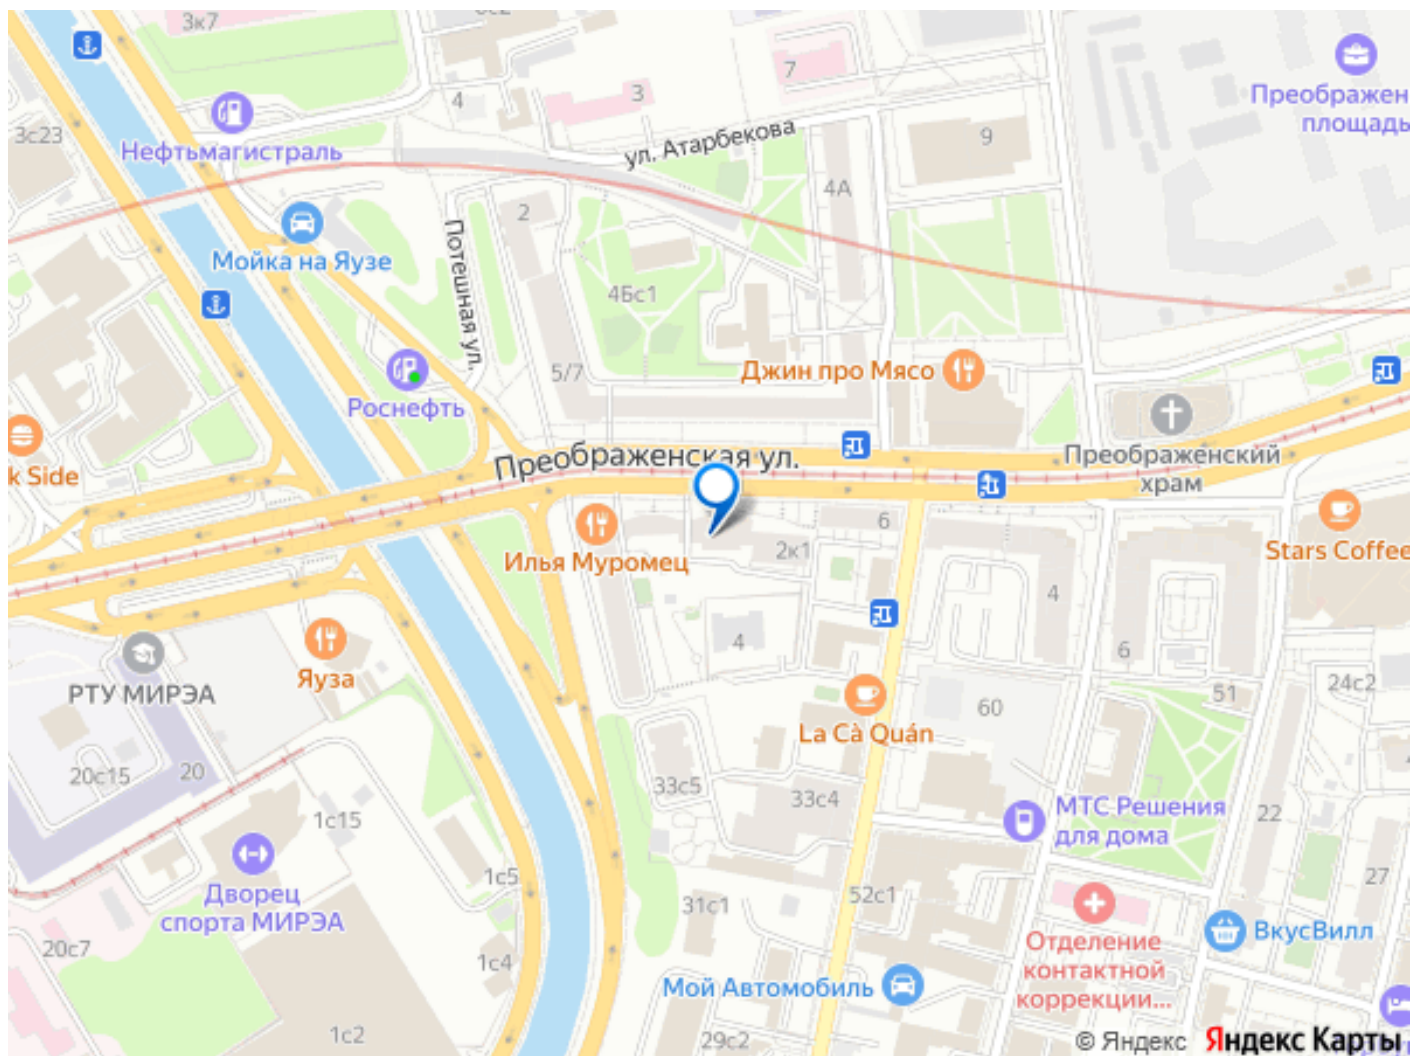 3к7
3с23
Нефтьмагистраль
4
3
7
Преображен
площадь
ул. Атарбекова
9
4А
2
Мойка на Яузе
Потешная ул.
4Бс1
5/7
Джин про Мясо
Роснефть
k Side
Преображенская ул.
Преображенский
храм
Илья Муромец
2к1
6
Stars Coffee
4
4
6
РТУ МИРЭА
Яуза
La Cà Quán
60
51
24с2
20с15
20
33с5
33с4
МТС Решения
для дома
22
1с15
Дворец
спорта МИРЭА
1с5
31с1
52с1
27
20с7
Отделение
контактной
коррекции...
ВкусВилл
1с4
Мой Автомобиль
1с2
29с2
© Яндекс Яндекс Карты